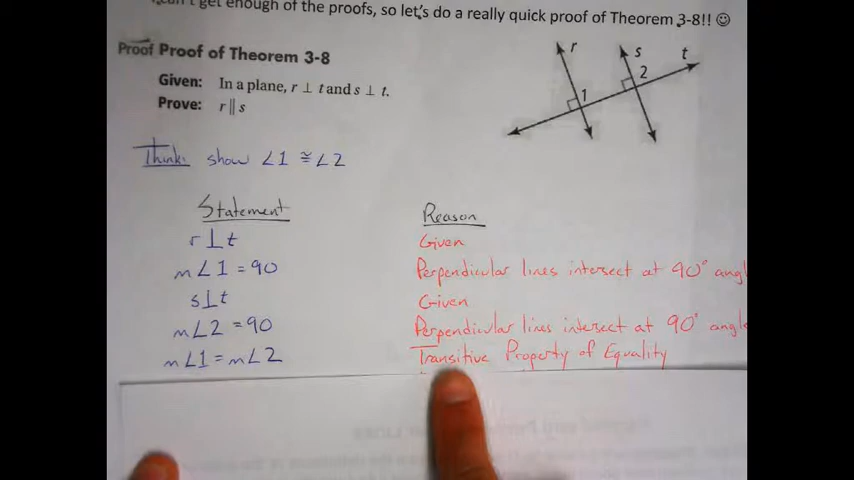 can't get enough of the proofs, so let's do a really quick proof of Theorem 3-8!! ☺
Proof Proof of Theorem 3-8
Given: In a plane, r ⊥ t and s ⊥ t.
Prove: r ∥ s
r
s
t
1
2
Think: show ∠1 ≅ ∠2
Statement Reason
r ⊥ t Given
m∠1 = 90 Perpendicular lines intersect at 90° ang
s ⊥ t Given
m∠2 = 90 Perpendicular lines intersect at 90° angle
m∠1 = m∠2 Transitive Property of Equality